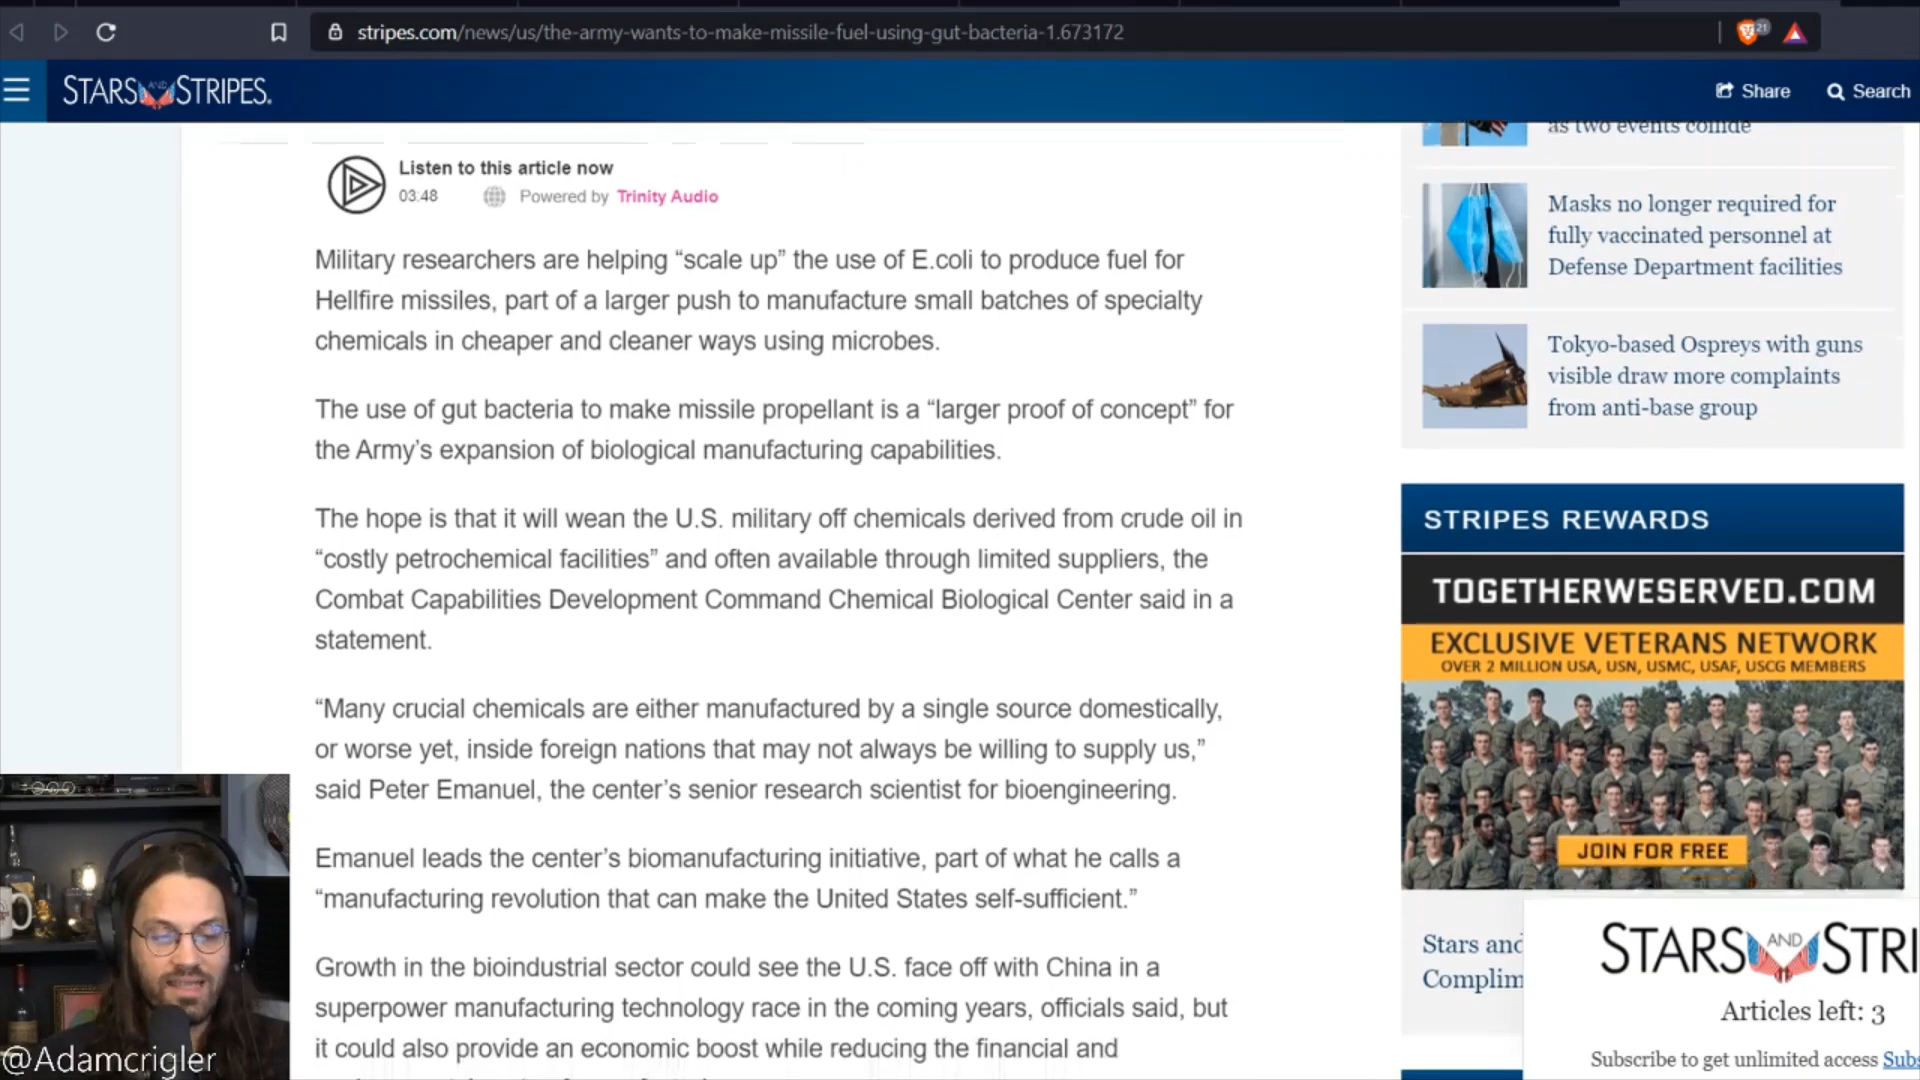 stripes.com/news/us/the-army-wants-to-make-missile-fuel-using-gut-bacteria-1.673172
21
STARS AND STRIPES.
Share
Search
Listen to this article now
03:48
Powered by Trinity Audio
Military researchers are helping “scale up” the use of E.coli to produce fuel for
Hellfire missiles, part of a larger push to manufacture small batches of specialty
chemicals in cheaper and cleaner ways using microbes.
The use of gut bacteria to make missile propellant is a “larger proof of concept” for
the Army’s expansion of biological manufacturing capabilities.
The hope is that it will wean the U.S. military off chemicals derived from crude oil in
“costly petrochemical facilities” and often available through limited suppliers, the
Combat Capabilities Development Command Chemical Biological Center said in a
statement.
“Many crucial chemicals are either manufactured by a single source domestically,
or worse yet, inside foreign nations that may not always be willing to supply us,”
said Peter Emanuel, the center’s senior research scientist for bioengineering.
Emanuel leads the center’s biomanufacturing initiative, part of what he calls a
“manufacturing revolution that can make the United States self-sufficient.”
Growth in the bioindustrial sector could see the U.S. face off with China in a
superpower manufacturing technology race in the coming years, officials said, but
it could also provide an economic boost while reducing the financial and
as two events collide
Masks no longer required for
fully vaccinated personnel at
Defense Department facilities
Tokyo-based Ospreys with guns
visible draw more complaints
from anti-base group
STRIPES REWARDS
TOGETHERWESERVED.COM
EXCLUSIVE VETERANS NETWORK
OVER 2 MILLION USA, USN, USMC, USAF, USCG MEMBERS
JOIN FOR FREE
Stars and
Complim
STARS AND STRI
Articles left: 3
Subscribe to get unlimited access Subs
@Adamcrigler